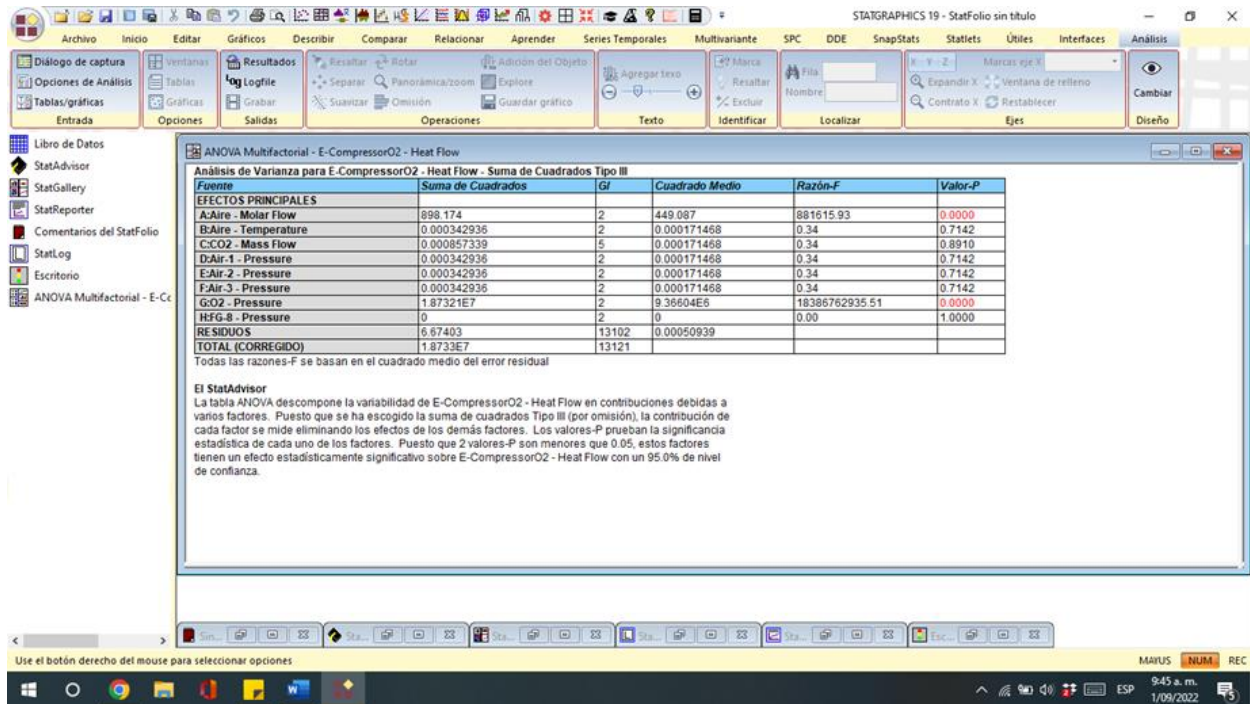 STATGRAPHICS 19 - StatFolio sin título
Archivo Inicio Editar Gráficos Describir Comparar Relacionar Aprender Series Temporales Multivariante SPC DDE SnapStats Statlets Útiles Interfaces Análisis
Diálogo de captura Ventanas Resultados Resaltar Rotar Adición del Objeto Agregar texo Marca Fila X Y Z Marcas eje X
Opciones de Análisis Tablas Logfile Separar Panorámica/zoom Explore Resaltar Nombre Expandir X Ventana de relleno Cambiar
Tablas/gráficas Gráficas Grabar Suavizar Omisión Guardar gráfico Excluir Contrato X Restablecer
Entrada Opciones Salidas Operaciones Texto Identificar Localizar Ejes Diseño
Libro de Datos
StatAdvisor
StatGallery
StatReporter
Comentarios del StatFolio
StatLog
Escritorio
ANOVA Multifactorial - E-Cc
ANOVA Multifactorial - E-CompressorO2 - Heat Flow
Análisis de Varianza para E-CompressorO2 - Heat Flow - Suma de Cuadrados Tipo III
Fuente Suma de Cuadrados Gl Cuadrado Medio Razón-F Valor-P
EFECTOS PRINCIPALES
A:Aire - Molar Flow 898.174 2 449.087 881615.93 0.0000
B:Aire - Temperature 0.000342936 2 0.000171468 0.34 0.7142
C:CO2 - Mass Flow 0.000857339 5 0.000171468 0.34 0.8910
D:Air-1 - Pressure 0.000342936 2 0.000171468 0.34 0.7142
E:Air-2 - Pressure 0.000342936 2 0.000171468 0.34 0.7142
F:Air-3 - Pressure 0.000342936 2 0.000171468 0.34 0.7142
G:O2 - Pressure 1.87321E7 2 9.36604E6 18386762935.51 0.0000
H:FG-8 - Pressure 0 2 0 0.00 1.0000
RESIDUOS 6.67403 13102 0.00050939
TOTAL (CORREGIDO) 1.8733E7 13121
Todas las razones-F se basan en el cuadrado medio del error residual
El StatAdvisor
La tabla ANOVA descompone la variabilidad de E-CompressorO2 - Heat Flow en contribuciones debidas a
varios factores. Puesto que se ha escogido la suma de cuadrados Tipo III (por omisión), la contribución de
cada factor se mide eliminando los efectos de los demás factores. Los valores-P prueban la significancia
estadística de cada uno de los factores. Puesto que 2 valores-P son menores que 0.05, estos factores
tienen un efecto estadísticamente significativo sobre E-CompressorO2 - Heat Flow con un 95.0% de nivel
de confianza.
Sin... Sta... Sta... Sta... Sta... Esc...
Use el botón derecho del mouse para seleccionar opciones MAYUS NUM REC
ESP 9:45 a. m.
1/09/2022